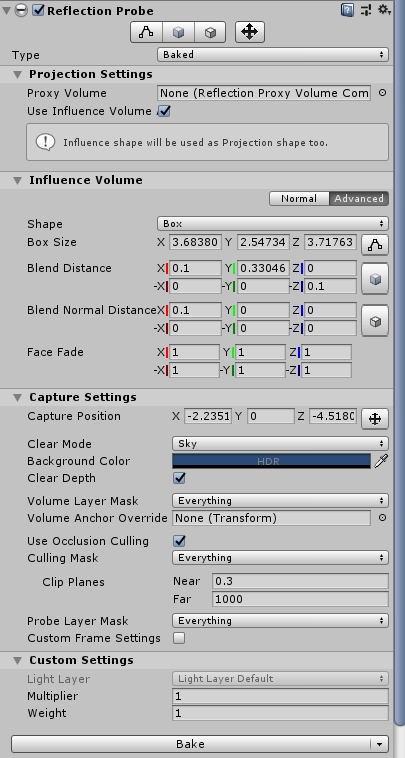 Reflection Probe
Type Baked
Projection Settings
Proxy Volume None (Reflection Proxy Volume Com
Use Influence Volume
Influence shape will be used as Projection shape too.
Influence Volume
Normal Advanced
Shape Box
Box Size X 3.68380 Y 2.54734 Z 3.71763
Blend Distance X 0.1 Y 0.33046 Z 0
-X 0 -Y 0 -Z 0.1
Blend Normal Distance X 0.1 Y 0 Z 0
-X 0 -Y 0 -Z 0
Face Fade X 1 Y 1 Z 1
-X 1 -Y 1 -Z 1
Capture Settings
Capture Position X -2.2351 Y 0 Z -4.5180
Clear Mode Sky
Background Color HDR
Clear Depth
Volume Layer Mask Everything
Volume Anchor Override None (Transform)
Use Occlusion Culling
Culling Mask Everything
Clip Planes Near 0.3
Far 1000
Probe Layer Mask Everything
Custom Frame Settings
Custom Settings
Light Layer Light Layer Default
Multiplier 1
Weight 1
Bake